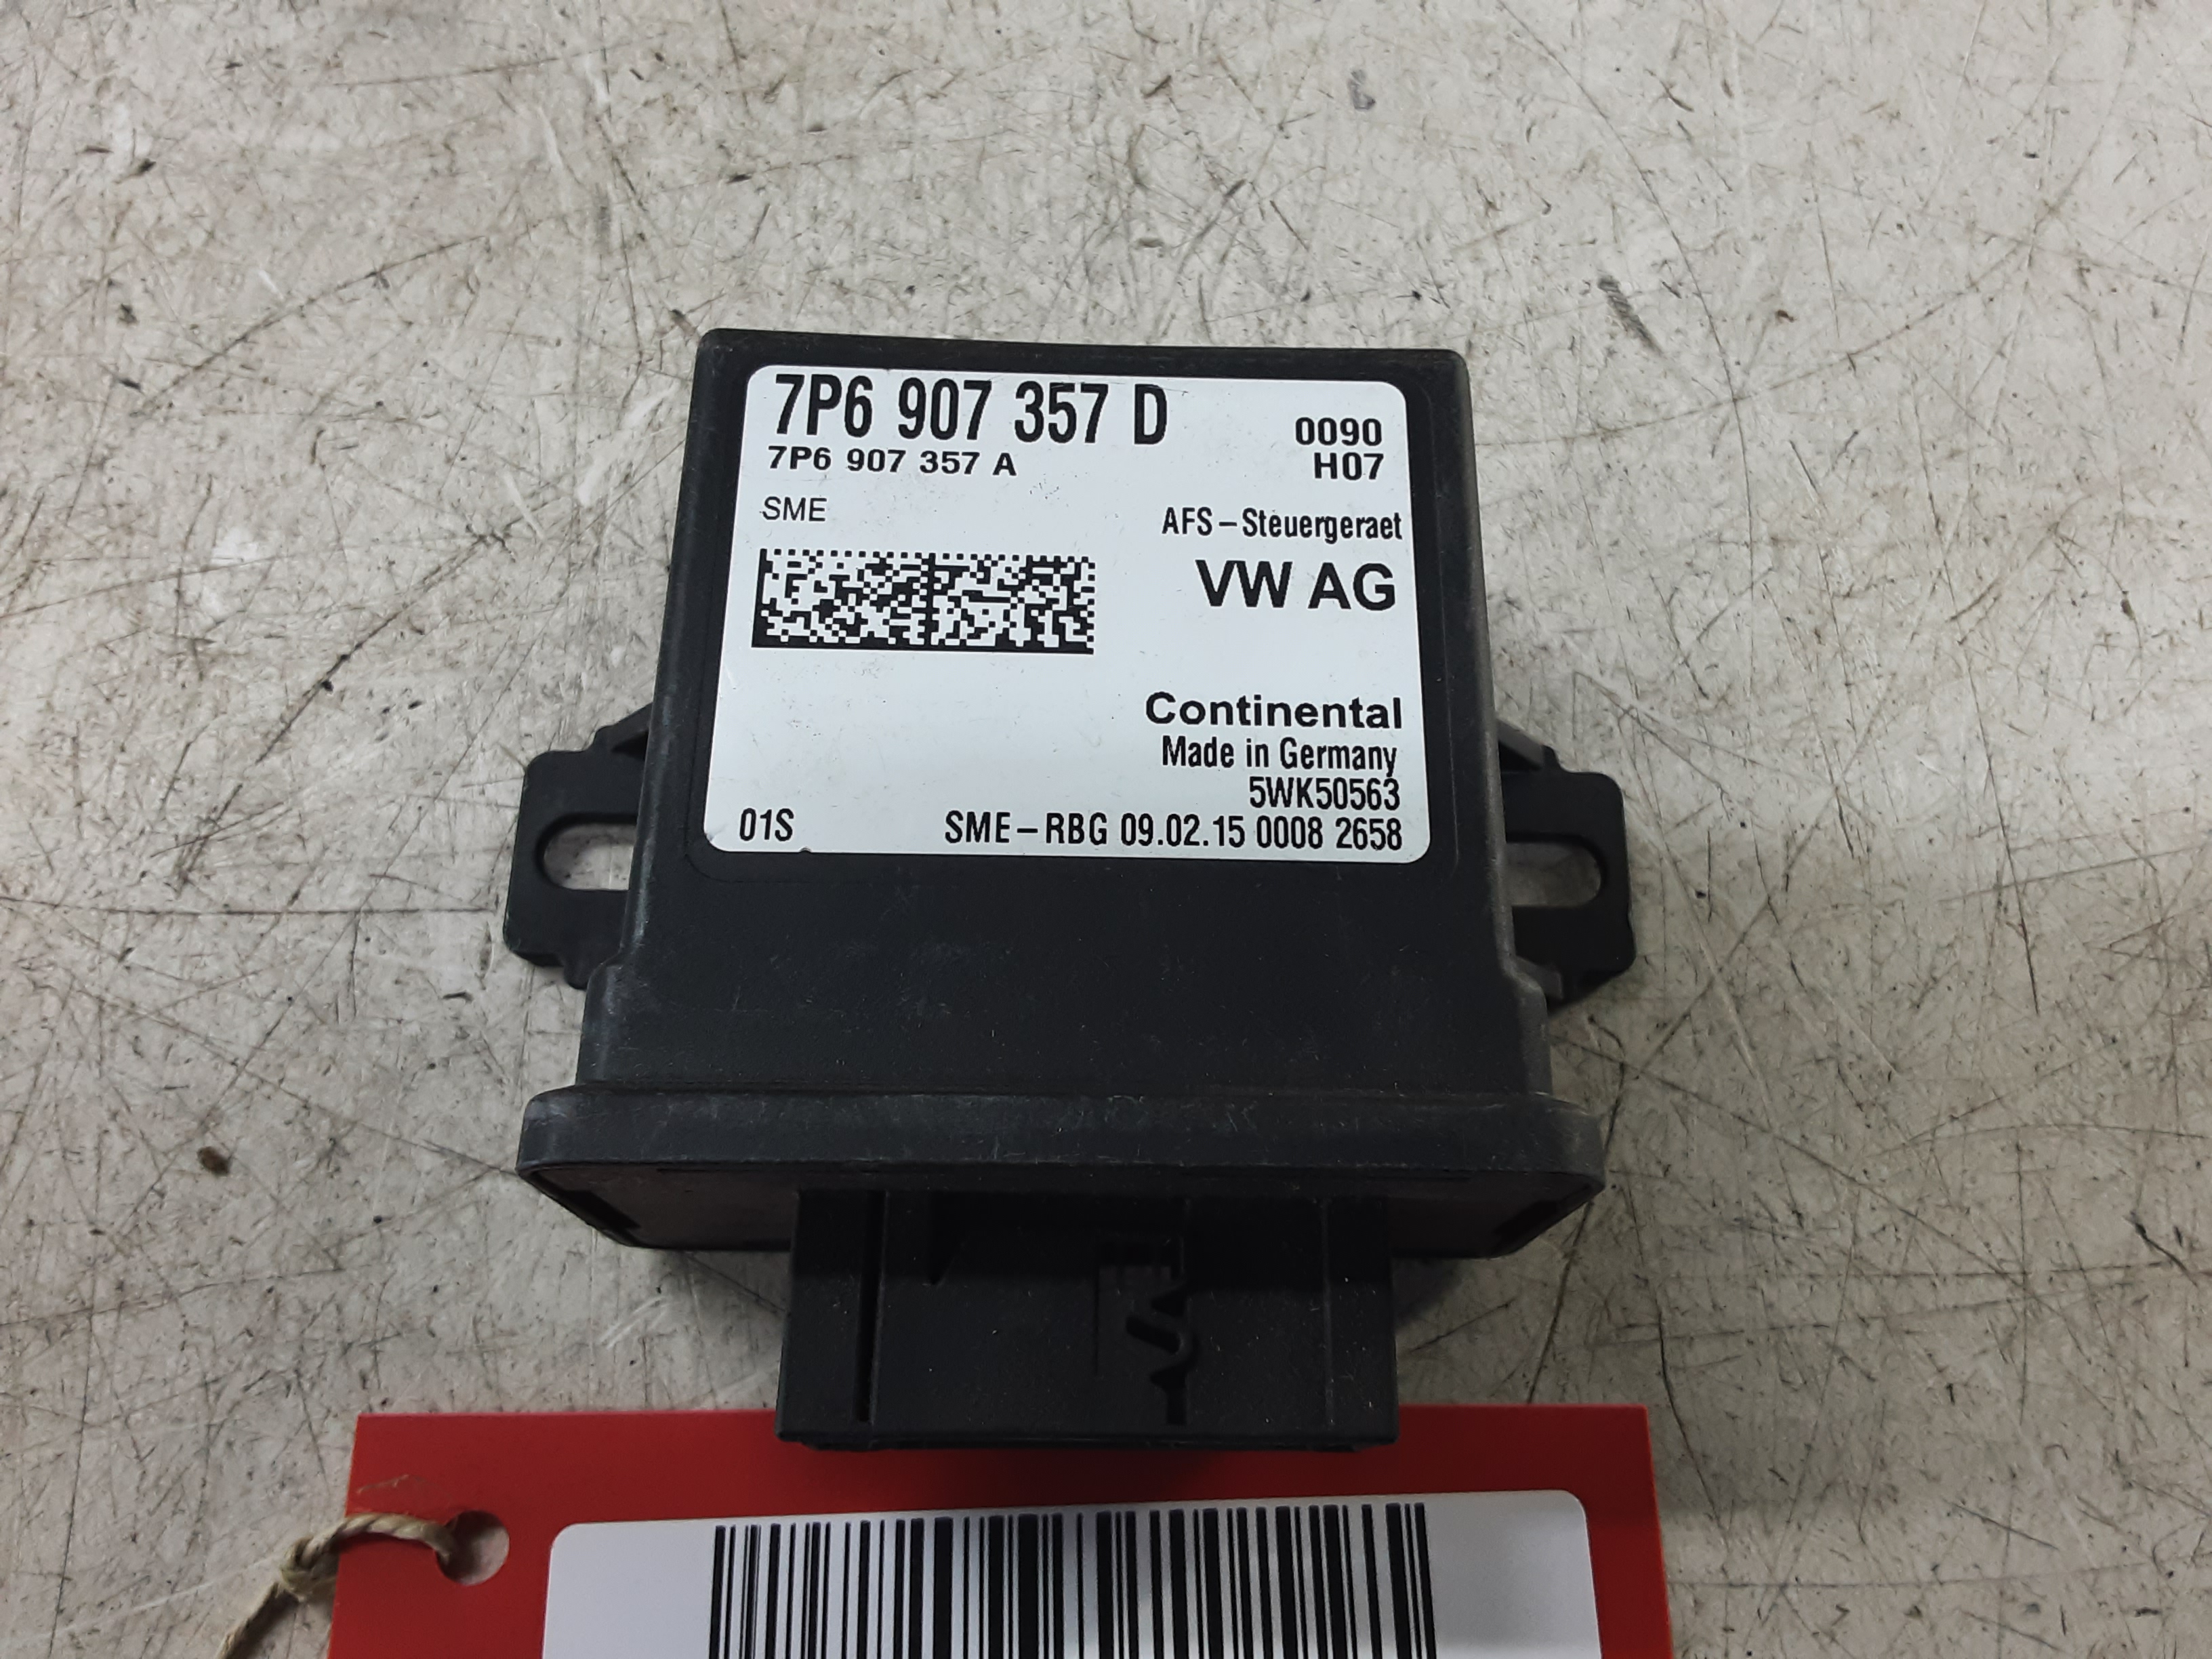 7P6 907 357 D
0090
7P6 907 357 A
H07
SME
AFS-Steuergeraet
VW AG
Continental
Made in Germany
5WK50563
01S
SME-RBG 09.02.15 0008 2658